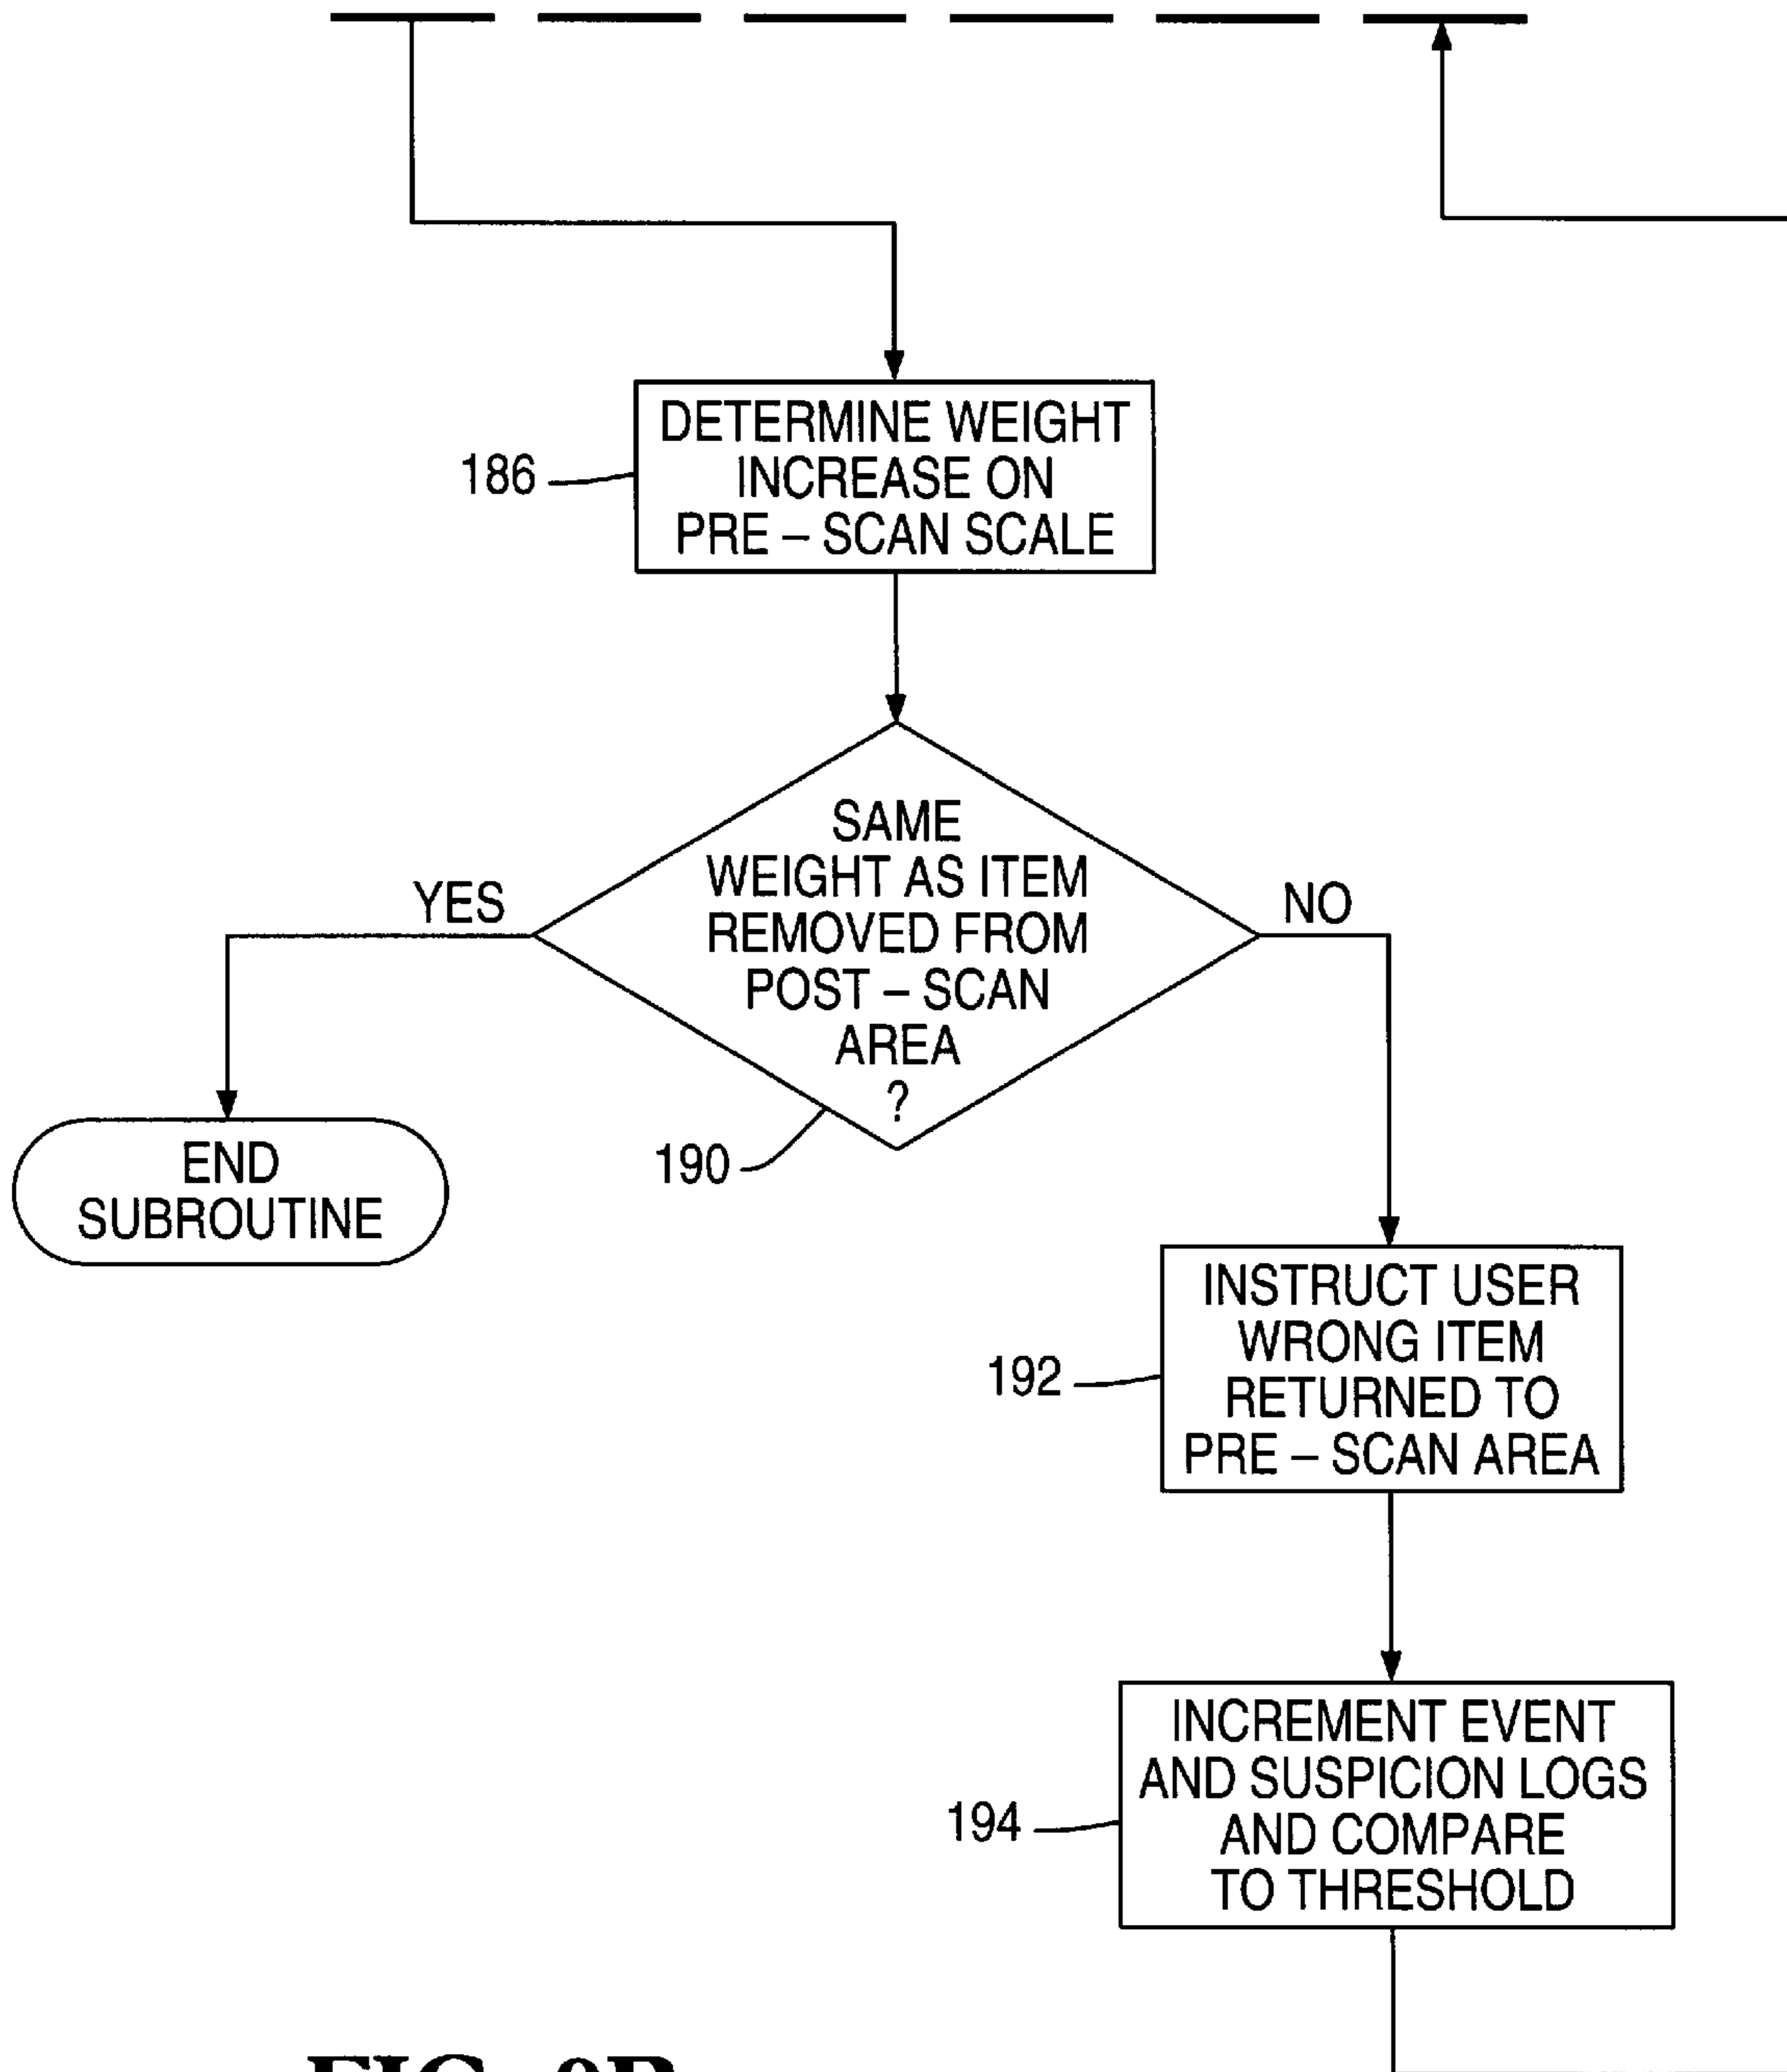 DETERMINE WEIGHT
INCREASE ON
PRE – SCAN SCALE
186
SAME
WEIGHT AS ITEM
REMOVED FROM
POST – SCAN
AREA
?
YES
NO
190
END
SUBROUTINE
INSTRUCT USER
WRONG ITEM
RETURNED TO
PRE – SCAN AREA
192
INCREMENT EVENT
AND SUSPICION LOGS
AND COMPARE
TO THRESHOLD
194
FIG.